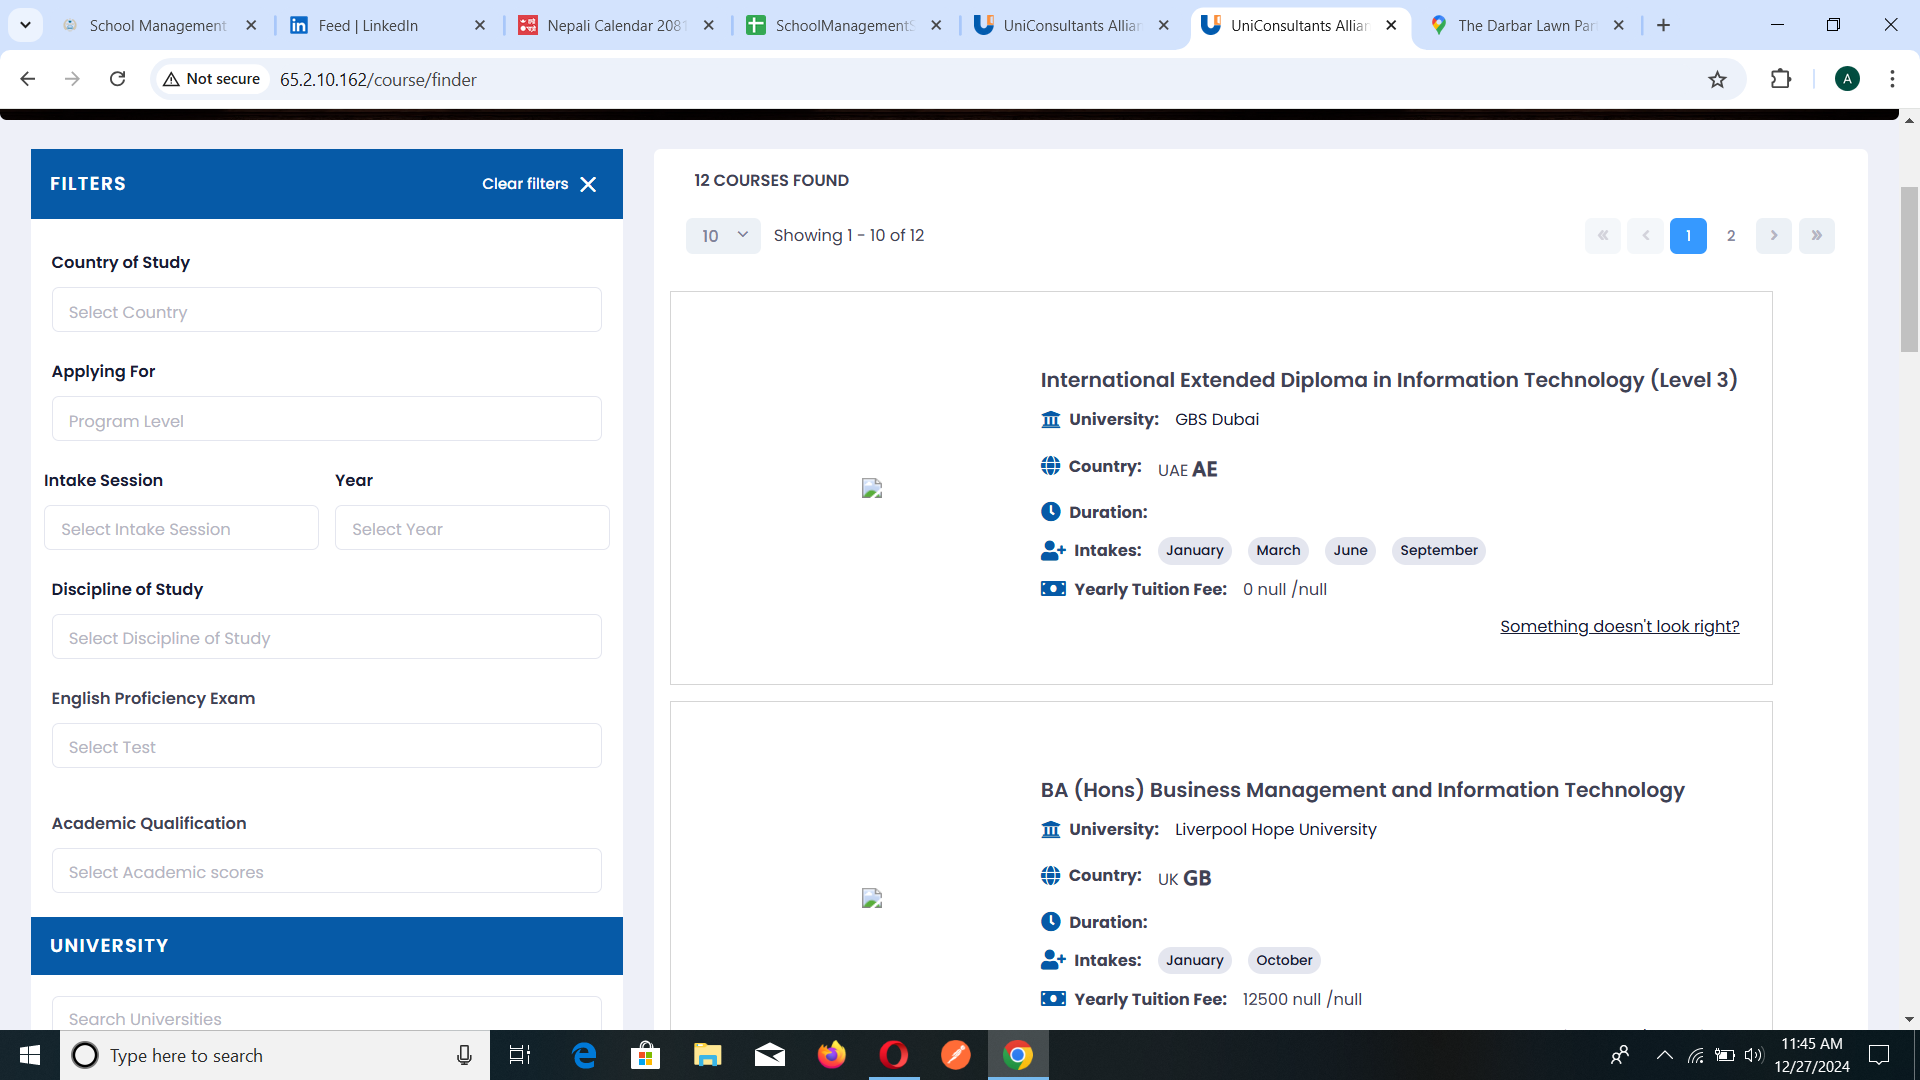 School Management
Feed | LinkedIn
Nepali Calendar 2081
SchoolManagementS
UniConsultants Allian
UniConsultants Allian
The Darbar Lawn Par
Not secure
65.2.10.162/course/finder
A
FILTERS
Clear filters
Country of Study
Select Country
Applying For
Program Level
Intake Session
Year
Select Intake Session
Select Year
Discipline of Study
Select Discipline of Study
English Proficiency Exam
Select Test
Academic Qualification
Select Academic scores
UNIVERSITY
Search Universities
12 COURSES FOUND
10
Showing 1 - 10 of 12
« ‹ 1 2 › »
International Extended Diploma in Information Technology (Level 3)
University: GBS Dubai
Country: UAE AE
Duration:
Intakes: January March June September
Yearly Tuition Fee: 0 null /null
Something doesn't look right?
BA (Hons) Business Management and Information Technology
University: Liverpool Hope University
Country: UK GB
Duration:
Intakes: January October
Yearly Tuition Fee: 12500 null /null
Type here to search
11:45 AM
12/27/2024